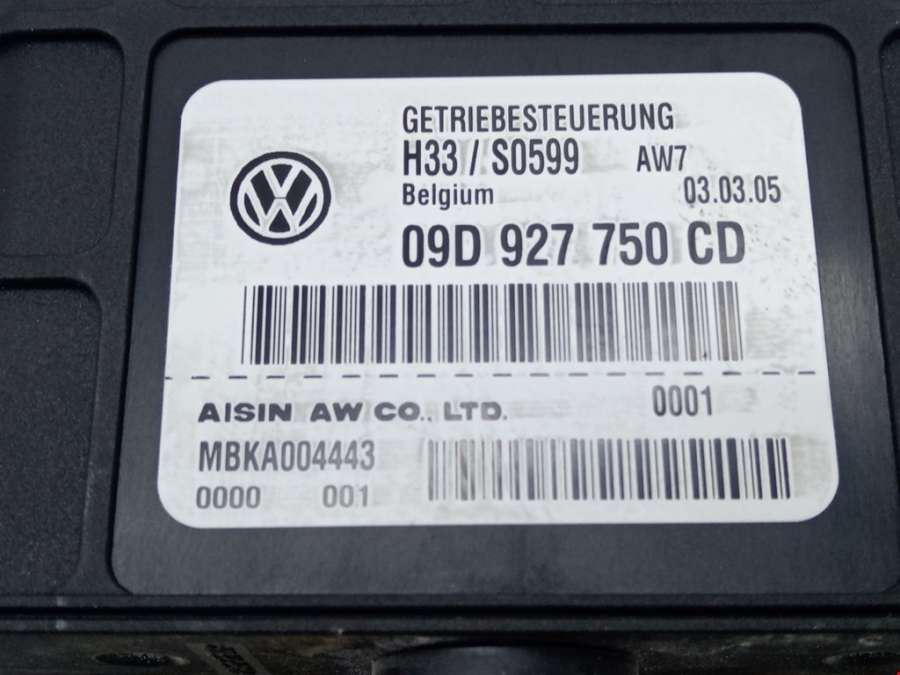 GETRIEBESTEUERUNG
H33 / S0599 AW7
Belgium 03.03.05
09D 927 750 CD
AISIN AW CO., LTD. 0001
MBKA004443
0000 001